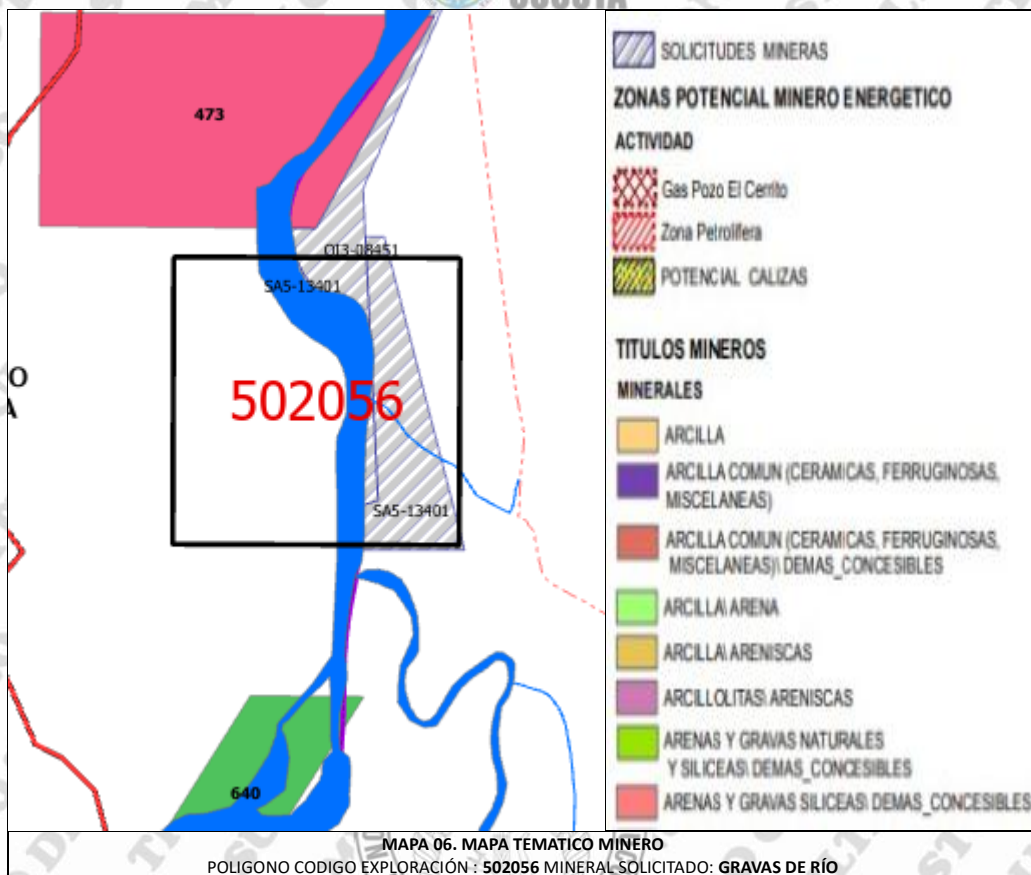 CUCUTA
473
OI3-08451
SA5-13401
O
A
502056
SA5-13401
640
SOLICITUDES MINERAS
ZONAS POTENCIAL MINERO ENERGETICO
ACTIVIDAD
Gas Pozo El Cerrito
Zona Petrolifera
POTENCIAL CALIZAS
TITULOS MINEROS
MINERALES
ARCILLA
ARCILLA COMUN (CERAMICAS, FERRUGINOSAS,
MISCELANEAS)
ARCILLA COMUN (CERAMICAS, FERRUGINOSAS,
MISCELANEAS)\ DEMAS_CONCESIBLES
ARCILLA\ ARENA
ARCILLA\ ARENISCAS
ARCILLOLITAS\ ARENISCAS
ARENAS Y GRAVAS NATURALES
Y SILICEAS\ DEMAS_CONCESIBLES
ARENAS Y GRAVAS SILICEAS\ DEMAS_CONCESIBLES
MAPA 06. MAPA TEMATICO MINERO
POLIGONO CODIGO EXPLORACIÓN : 502056 MINERAL SOLICITADO: GRAVAS DE RÍO